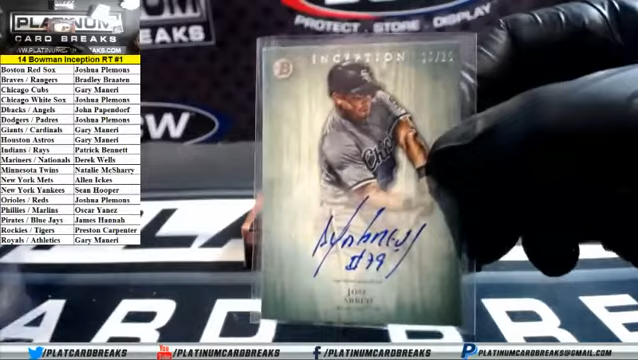 PLATINUM
CARD BREAKS
WWW.PLATINUMCARDBREAKS.COM
14 Bowman Inception RT #1
Boston Red Sox Joshua Plemons
Braves / Rangers Bradley Braaten
Chicago Cubs Gary Maneri
Chicago White Sox Joshua Plemons
Dbacks / Angels John Papendorf
Dodgers / Padres Joshua Plemons
Giants / Cardinals Gary Maneri
Houston Astros Gary Maneri
Indians / Rays Patrick Bennett
Mariners / Nationals Derek Wells
Minnesota Twins Natalie McSharry
New York Mets Allen Ickes
New York Yankees Sean Hooper
Orioles / Reds Joshua Plemons
Phillies / Marlins Oscar Yanez
Pirates / Blue Jays James Hannah
Rockies / Tigers Preston Carpenter
Royals / Athletics Gary Maneri
PROTECT . STORE . DISPLAY
INCEPTION
B
#79
JOSE
ABREU
ARD BRE
/PLATCARDBREAKS
You Tube /PLATINUMCARDBREAKS
/PLATINUMCARDBREAKS
PLATINUMCARDBREAKS@GMAIL.COM